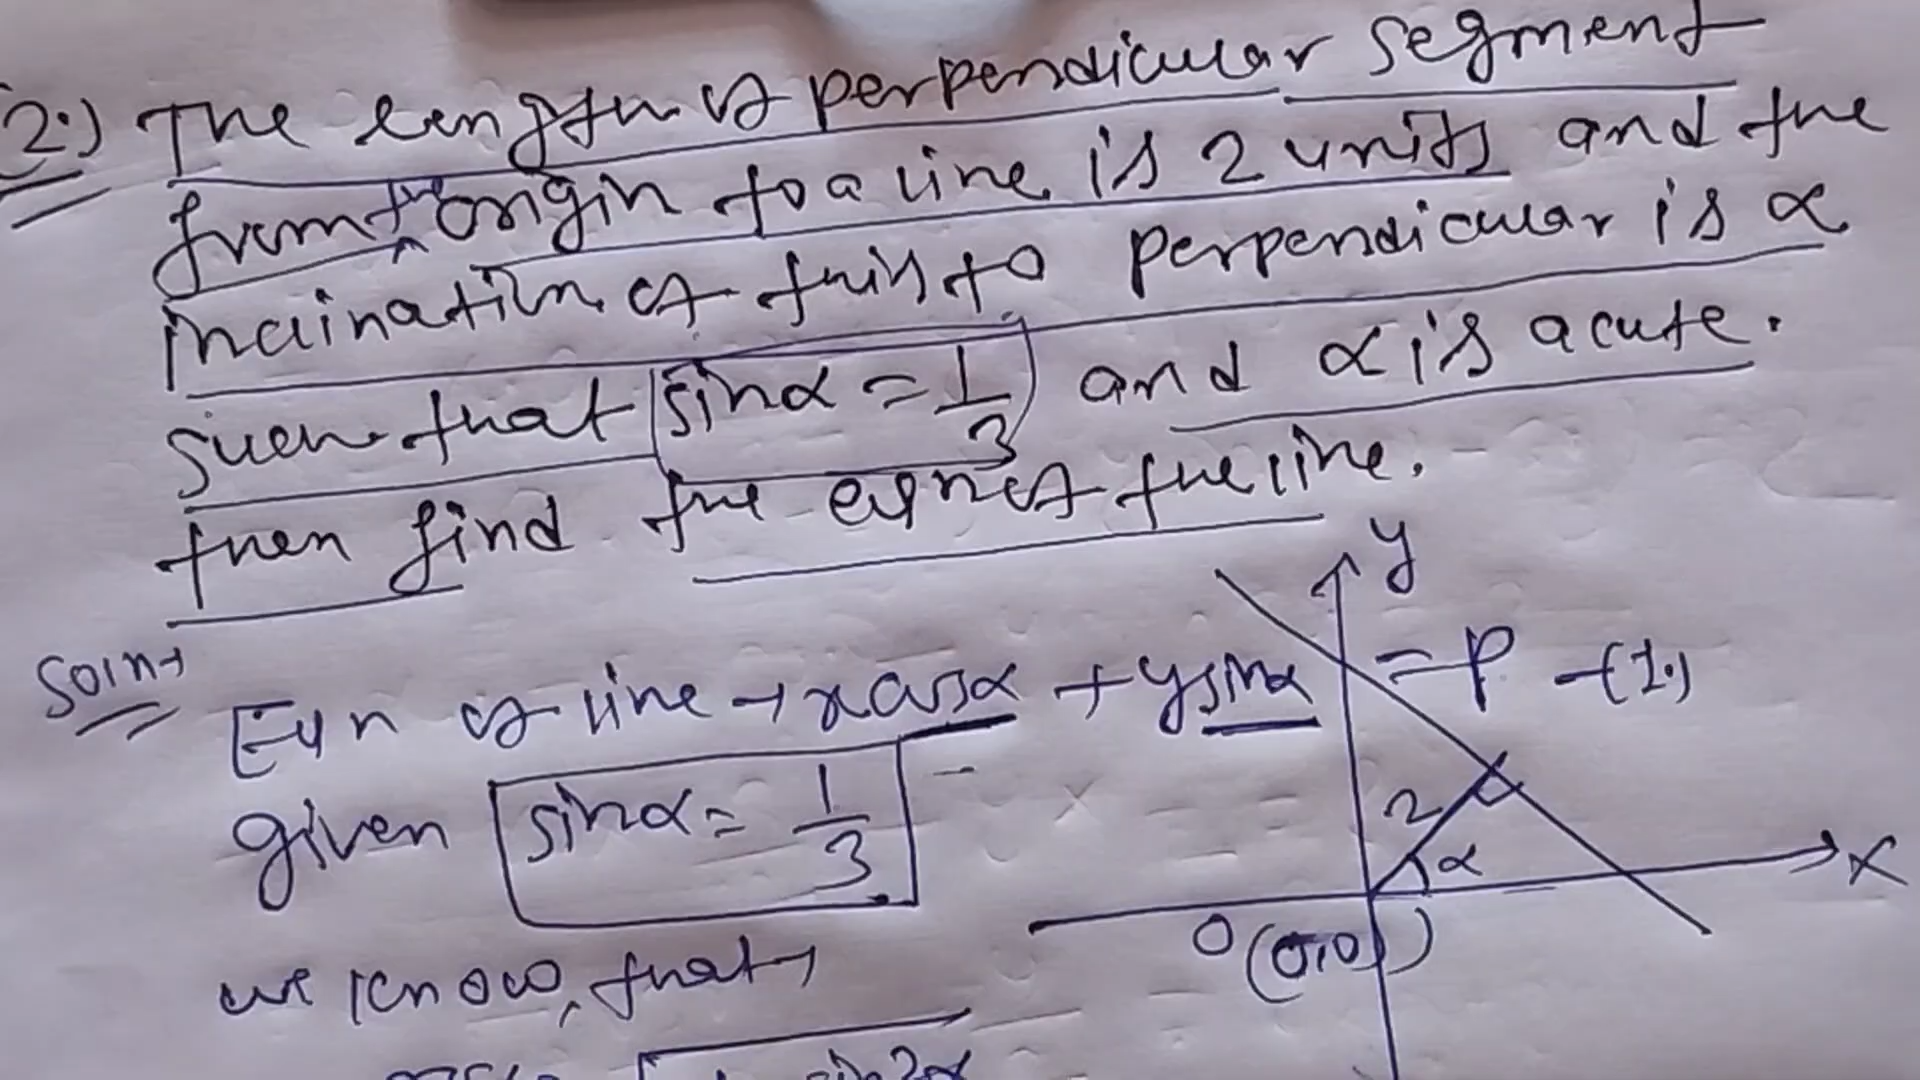 2.) The length of perpendicular segment
from the origin to a line is 2 units and the
inclination of this to perpendicular is α
such that sinα = 1/3 and α is acute.
then find the eqn of the line.
Soln→
Eqn of line → x cosα + y sinα = P -(1.)
given sinα = 1/3
we know, that,
sin2α
y
2
α
x
O (0,0)